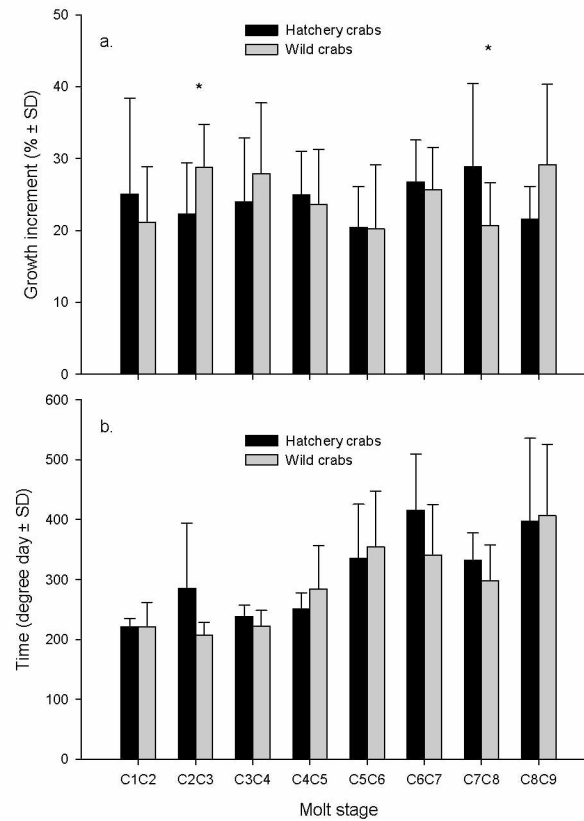 a.
Hatchery crabs
Wild crabs
*
*
Growth increment (% ± SD)
50
40
30
20
10
0
b.
Hatchery crabs
Wild crabs
Time (degree day ± SD)
600
500
400
300
200
100
0
C1C2 C2C3 C3C4 C4C5 C5C6 C6C7 C7C8 C8C9
Molt stage